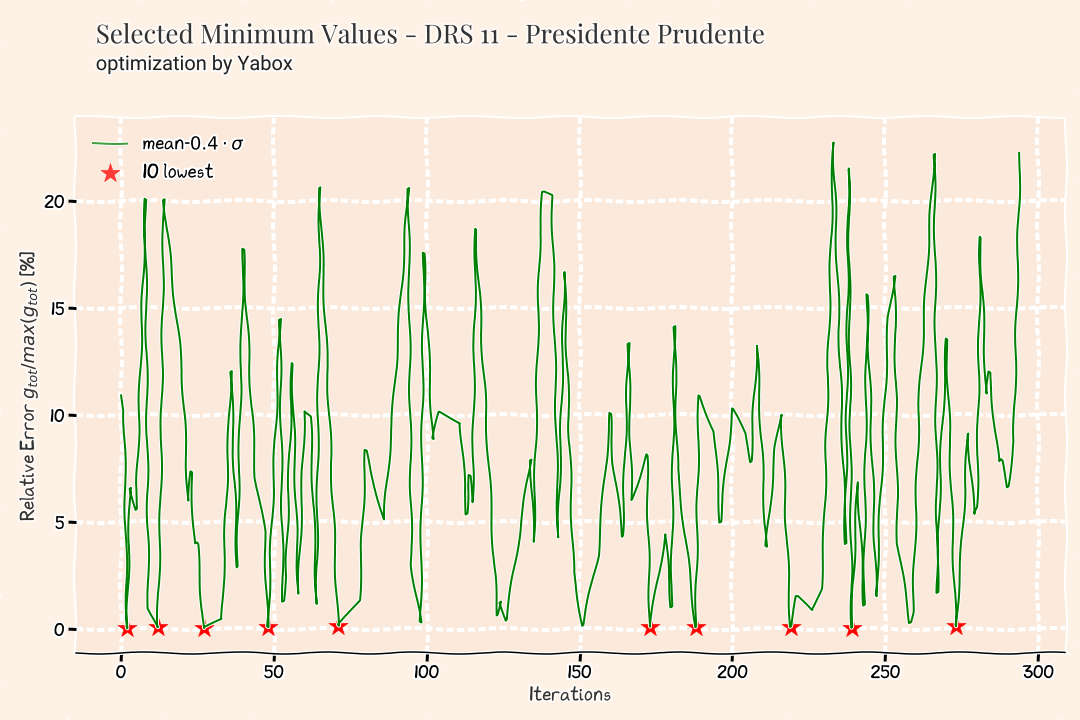 Selected Minimum Values - DRS 11 - Presidente Prudente
optimization by Yabox
mean-0.4 · σ
10 lowest
Relative Error g_tot/max(g_tot) [%]
20
15
10
5
0
0 50 100 150 200 250 300
Iterations